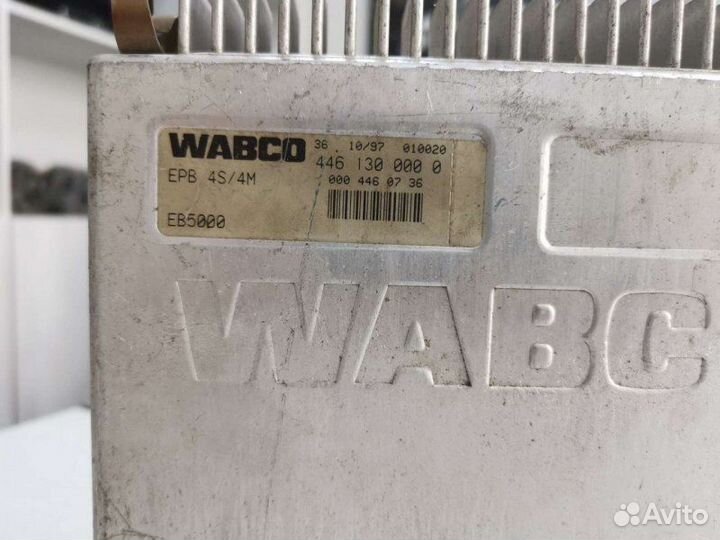 WABCO 36 . 10/97 010020
446 130 000 0
EPB 4S/4M 000 446 07 36
EB5000
WABC
Avito